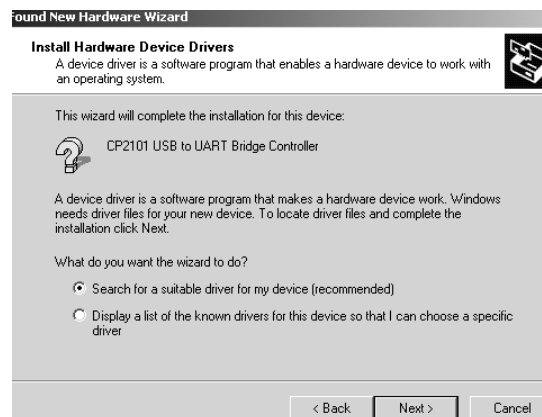 Found New Hardware Wizard
Install Hardware Device Drivers
A device driver is a software program that enables a hardware device to work with
an operating system.
This wizard will complete the installation for this device:
CP2101 USB to UART Bridge Controller
A device driver is a software program that makes a hardware device work. Windows
needs driver files for your new device. To locate driver files and complete the
installation click Next.
What do you want the wizard to do?
Search for a suitable driver for my device (recommended)
Display a list of the known drivers for this device so that I can choose a specific
driver
< Back Next > Cancel